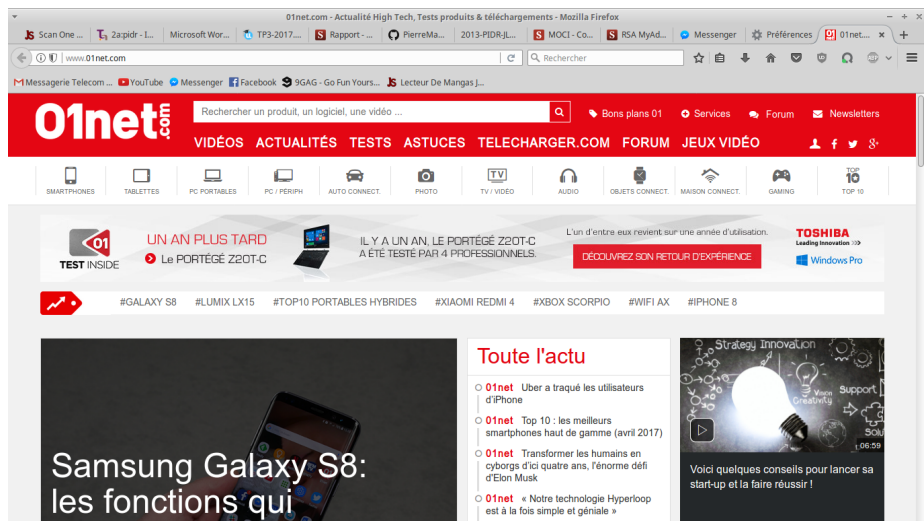 01net.com - Actualité High Tech, Tests produits & téléchargements - Mozilla Firefox
Scan One ... 2a:pidr - I... Microsoft Wor... TP3-2017.... Rapport - ... PierreMa... 2013-PIDR-JL... MOCI - Co... RSA MyAd... Messenger Préférences 01net....
www.01net.com Rechercher
Messagerie Telecom ... YouTube Messenger Facebook 9GAG - Go Fun Yours... Lecteur De Mangas |...
01net.com
Rechercher un produit, un logiciel, une vidéo ... Bons plans 01 Services Forum Newsletters
VIDÉOS ACTUALITÉS TESTS ASTUCES TELECHARGER.COM FORUM JEUX VIDÉO
TV TOP 10
SMARTPHONES TABLETTES PC PORTABLES PC / PÉRIPH AUTO CONNECT. PHOTO TV / VIDÉO AUDIO OBJETS CONNECT. MAISON CONNECT. GAMING TOP 10
01
TEST INSIDE
UN AN PLUS TARD
Le PORTÉGÉ Z20T-C
IL Y A UN AN, LE PORTÉGÉ Z20T-C
A ÉTÉ TESTÉ PAR 4 PROFESSIONNELS.
L'un d'entre eux revient sur une année d'utilisation.
DÉCOUVREZ SON RETOUR D'EXPÉRIENCE
TOSHIBA
Leading Innovation >>>
Windows Pro
#GALAXY S8 #LUMIX LX15 #TOP10 PORTABLES HYBRIDES #XIAOMI REDMI 4 #XBOX SCORPIO #WIFI AX #IPHONE 8
Samsung Galaxy S8:
les fonctions qui
Toute l'actu
01net Uber a traqué les utilisateurs
d'iPhone
01net Top 10 : les meilleurs
smartphones haut de gamme (avril 2017)
01net Transformer les humains en
cyborgs d'ici quatre ans, l'énorme défi
d'Elon Musk
01net « Notre technologie Hyperloop
est à la fois simple et géniale »
Strategy Innovation
Vision
Creativity
Support
Solu
06:59
Voici quelques conseils pour lancer sa
start-up et la faire réussir !